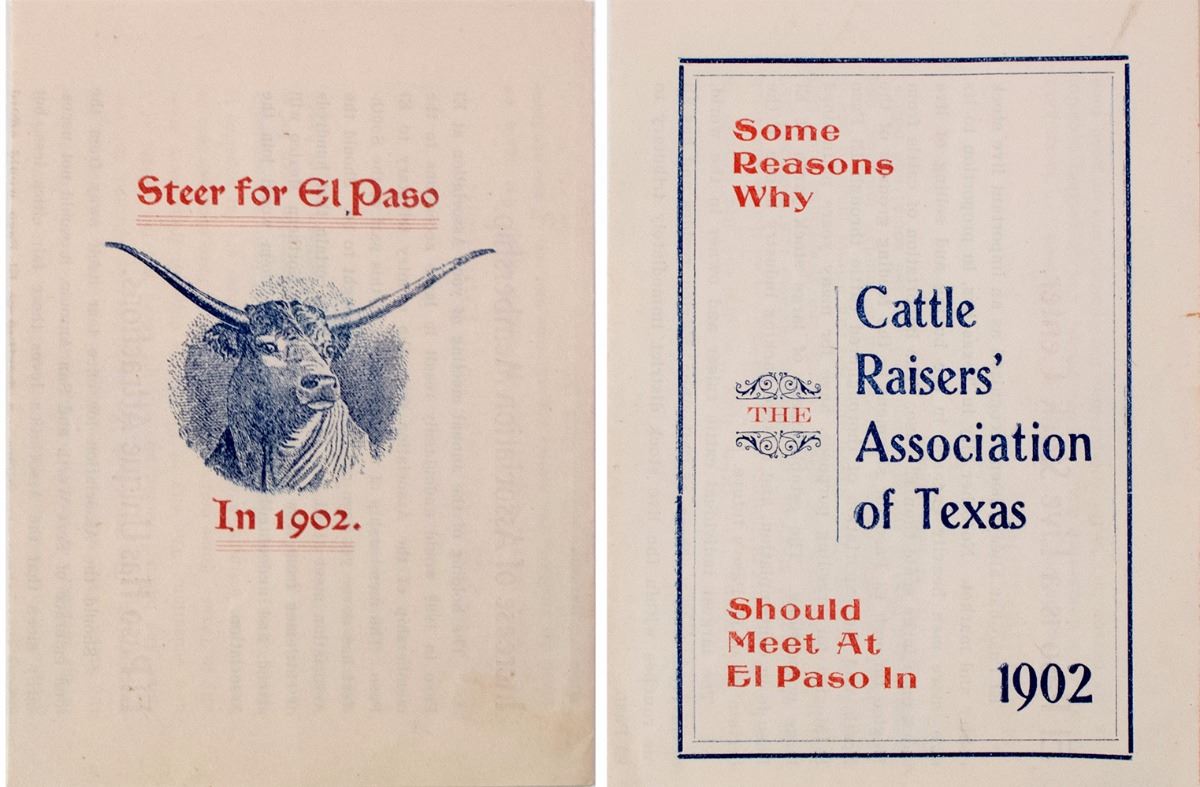 Steer for El Paso
In 1902.
Some
Reasons
Why
THE
Cattle
Raisers'
Association
of Texas
Should
Meet At
El Paso In
1902